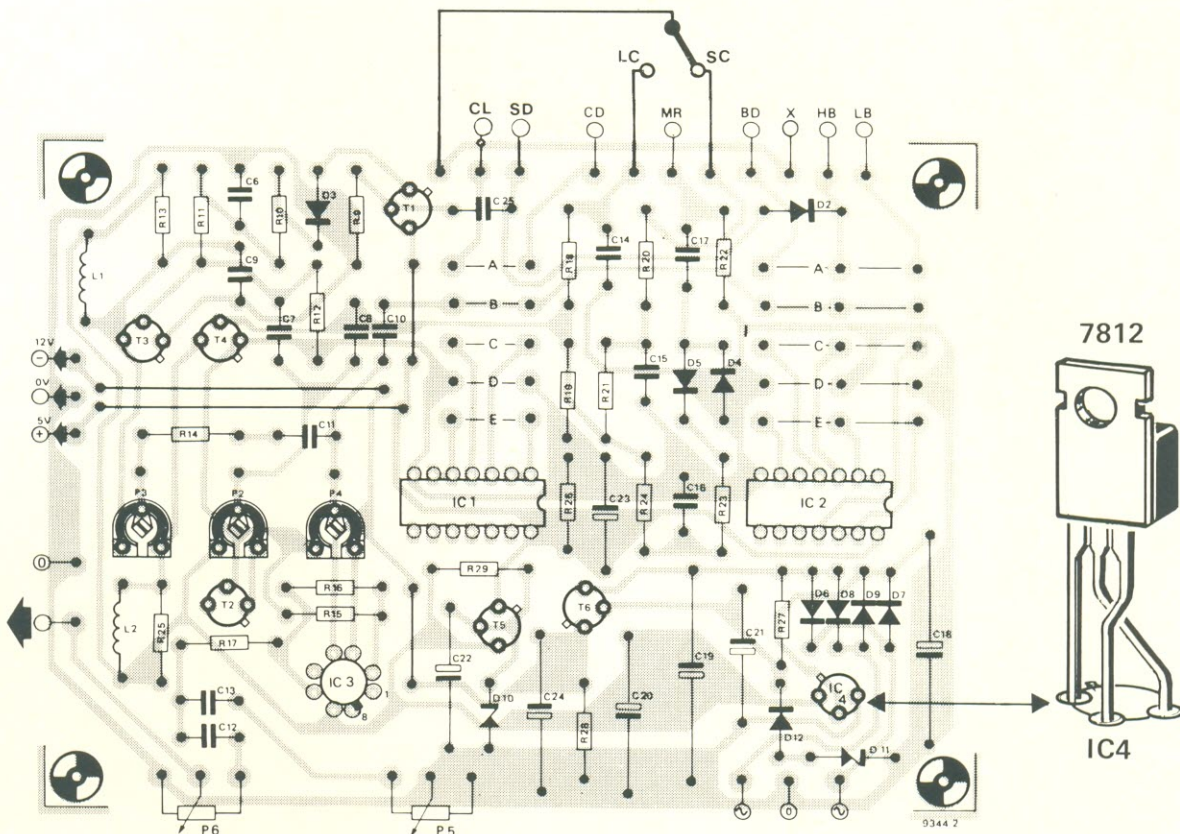 LC SC
CL SD CD MR BD X HB LB
C6 D3 T1 C25 D2
R13 R11 R10 R9 C14 C17
R18 R20 R22
L1 C9 A A
R12 B B
C7 C8 C10
T3 T4 C C 7812
12V
0V C15 D5 D4
R19 R21 D D
5V E E
R14 C11
P3 P2 P4 IC 1 R26 C23 R24 C16 R23 IC 2
0
R29
R16 D6 D8 D9 D7
T2 R15 T6 R27
L2 R25 T5 C21 C18
R17 C22 C19
IC 3 1 IC 4
C13 8 D10 C24 C20
C12 R28 D12 D11
IC4
0
P6 P5 9344 2